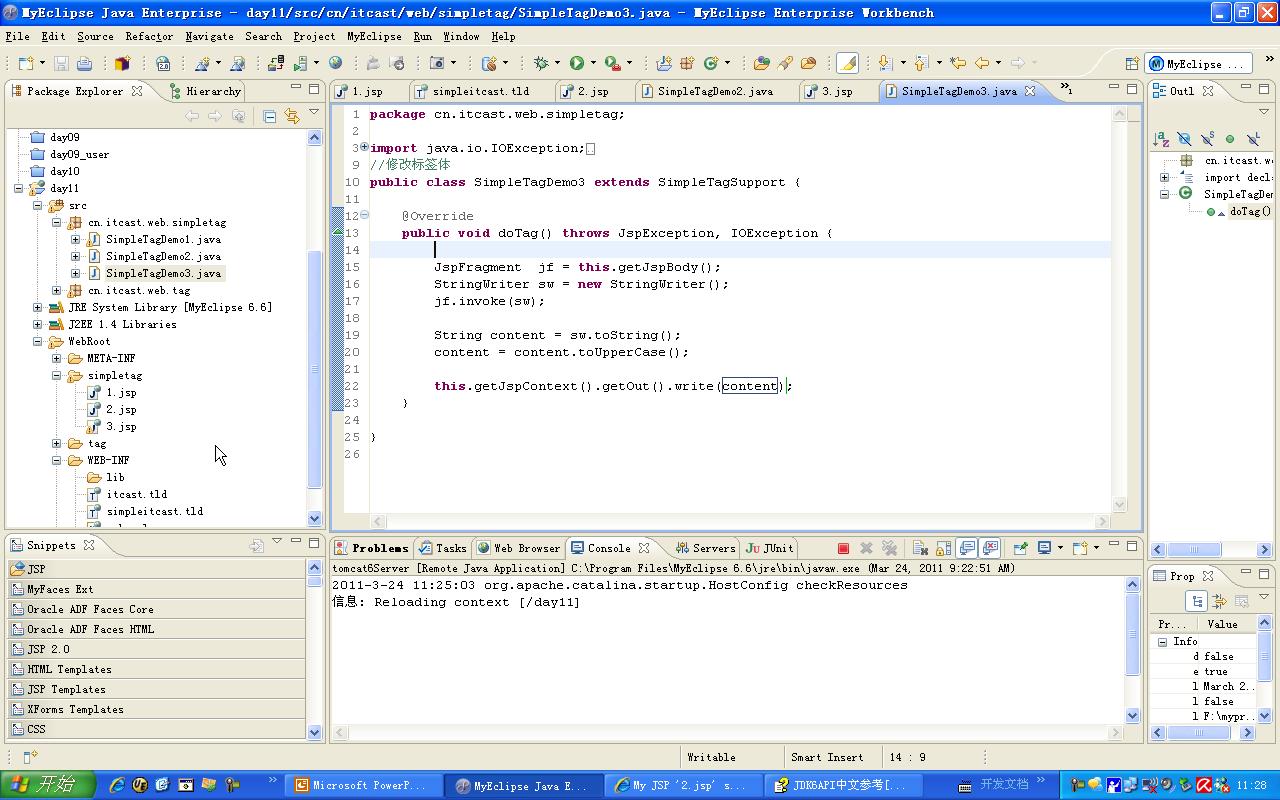 MyEclipse Java Enterprise - day11/src/cn/itcast/web/simpletag/SimpleTagDemo3.java - MyEclipse Enterprise Workbench
File Edit Source Refactor Navigate Search Project MyEclipse Run Window Help
MyEclipse ...
Package Explorer Hierarchy
day09
day09_user
day10
day11
src
cn.itcast.web.simpletag
SimpleTagDemo1.java
SimpleTagDemo2.java
SimpleTagDemo3.java
cn.itcast.web.tag
JRE System Library [MyEclipse 6.6]
J2EE 1.4 Libraries
WebRoot
META-INF
simpletag
1.jsp
2.jsp
3.jsp
tag
WEB-INF
lib
itcast.tld
simpleitcast.tld
1.jsp simpleitcast.tld 2.jsp SimpleTagDemo2.java 3.jsp SimpleTagDemo3.java »1
1 package cn.itcast.web.simpletag;
2
3 import java.io.IOException;
9 //修改标签体
10 public class SimpleTagDemo3 extends SimpleTagSupport {
11
12 @Override
13 public void doTag() throws JspException, IOException {
14
15 JspFragment jf = this.getJspBody();
16 StringWriter sw = new StringWriter();
17 jf.invoke(sw);
18
19 String content = sw.toString();
20 content = content.toUpperCase();
21
22 this.getJspContext().getOut().write(content);
23 }
24
25 }
26
Outl
cn.itcast.we
import decl
SimpleTagDe
doTag()
Snippets
JSP
MyFaces Ext
Oracle ADF Faces Core
Oracle ADF Faces HTML
JSP 2.0
HTML Templates
JSP Templates
XForms Templates
CSS
Problems Tasks Web Browser Console Servers JUnit
tomcat6Server [Remote Java Application] C:\Program Files\MyEclipse 6.6\jre\bin\javaw.exe (Mar 24, 2011 9:22:51 AM)
2011-3-24 11:25:03 org.apache.catalina.startup.HostConfig checkResources
信息: Reloading context [/day11]
Prop
Pr... Value
Info
d false
e true
l March 2..
l false
l F:\mypr..
Writable Smart Insert 14 : 9
开始 Microsoft PowerP... MyEclipse Java E... My JSP '2.jsp' s... JDK6API中文参考[... 开发文档 11:28